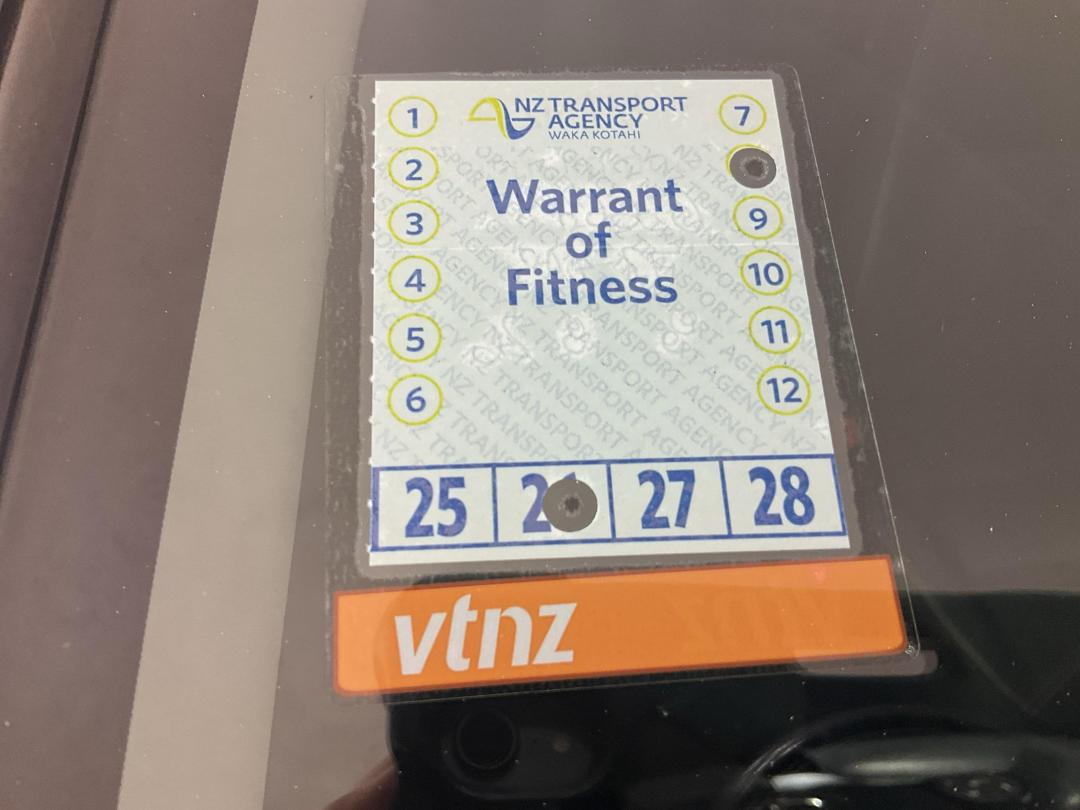 NZ TRANSPORT
AGENCY
WAKA KOTAHI
Warrant
of
Fitness
1
2
3
4
5
6
7
9
10
11
12
25
2
27
28
vtnz